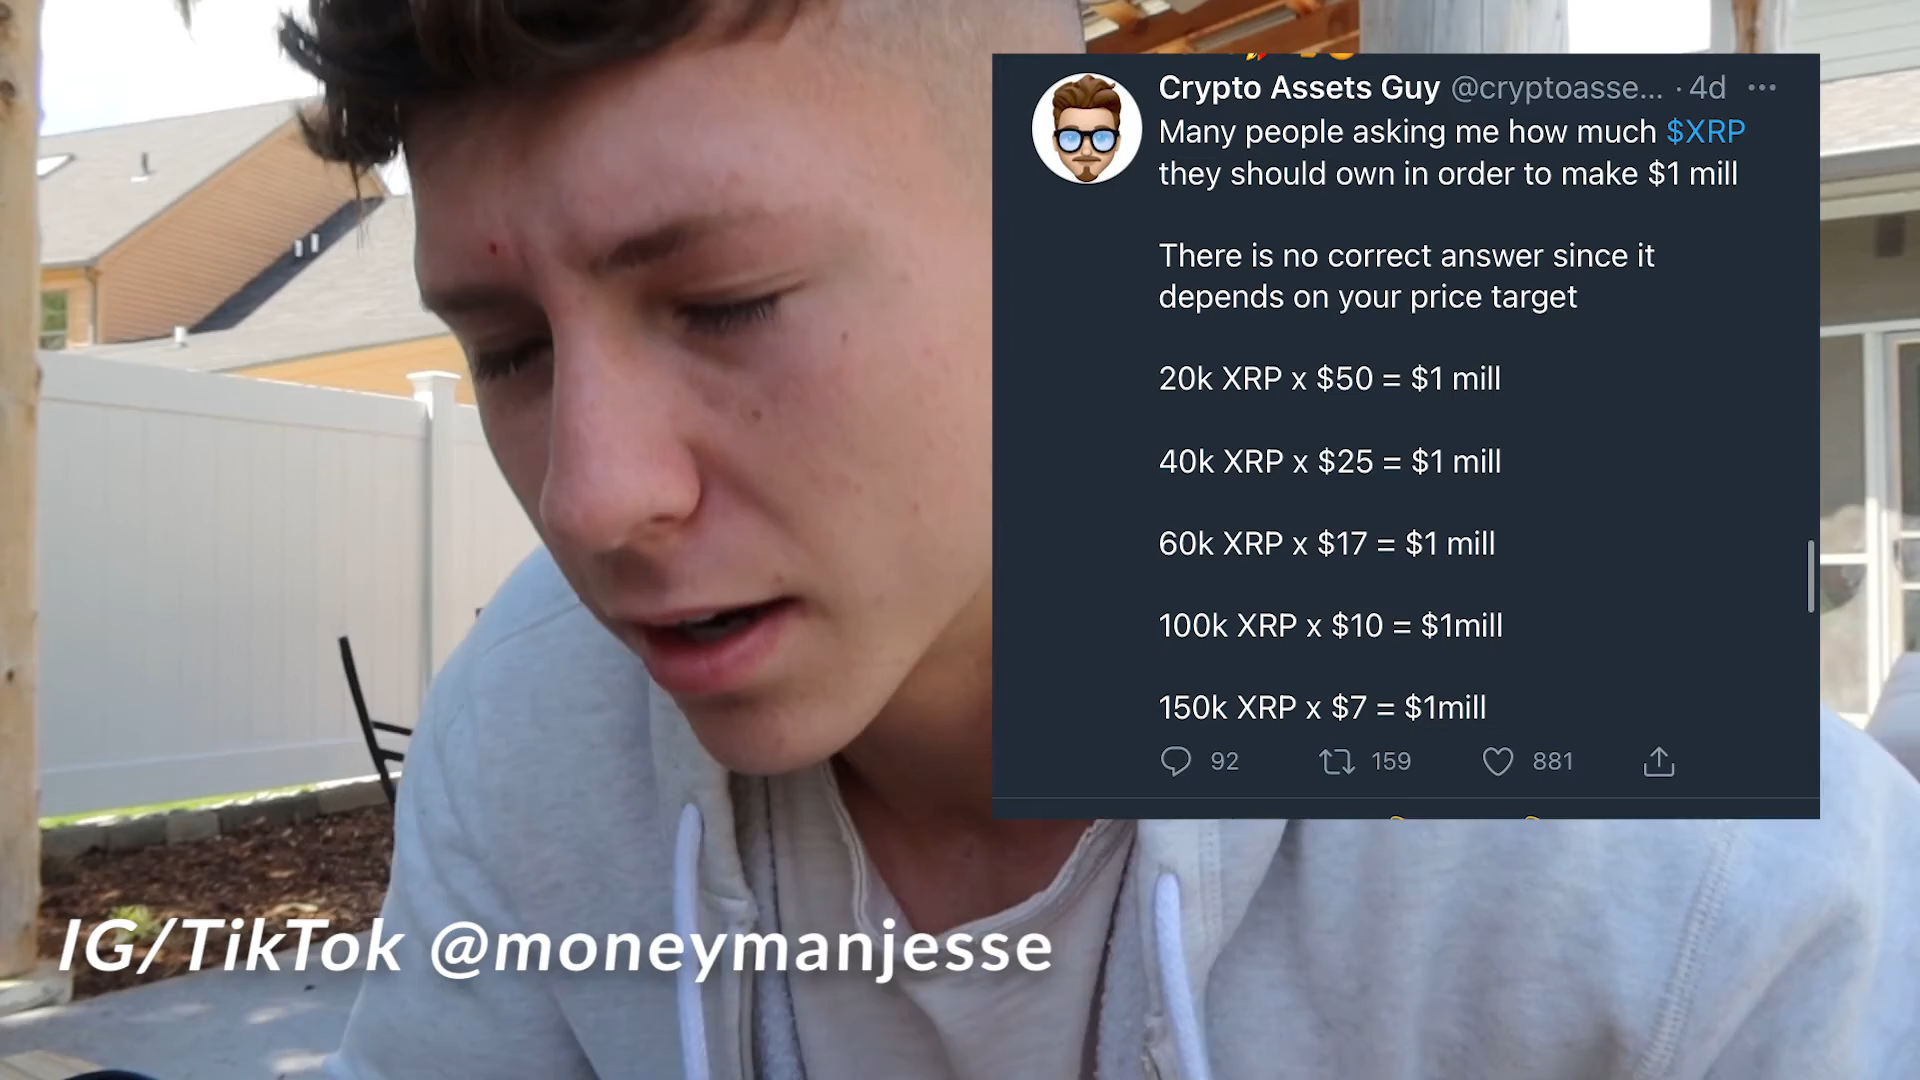 Crypto Assets Guy @cryptoasse... · 4d ···
Many people asking me how much $XRP
they should own in order to make $1 mill
There is no correct answer since it
depends on your price target
20k XRP x $50 = $1 mill
40k XRP x $25 = $1 mill
60k XRP x $17 = $1 mill
100k XRP x $10 = $1mill
150k XRP x $7 = $1mill
92 159 881
IG/TikTok @moneymanjesse